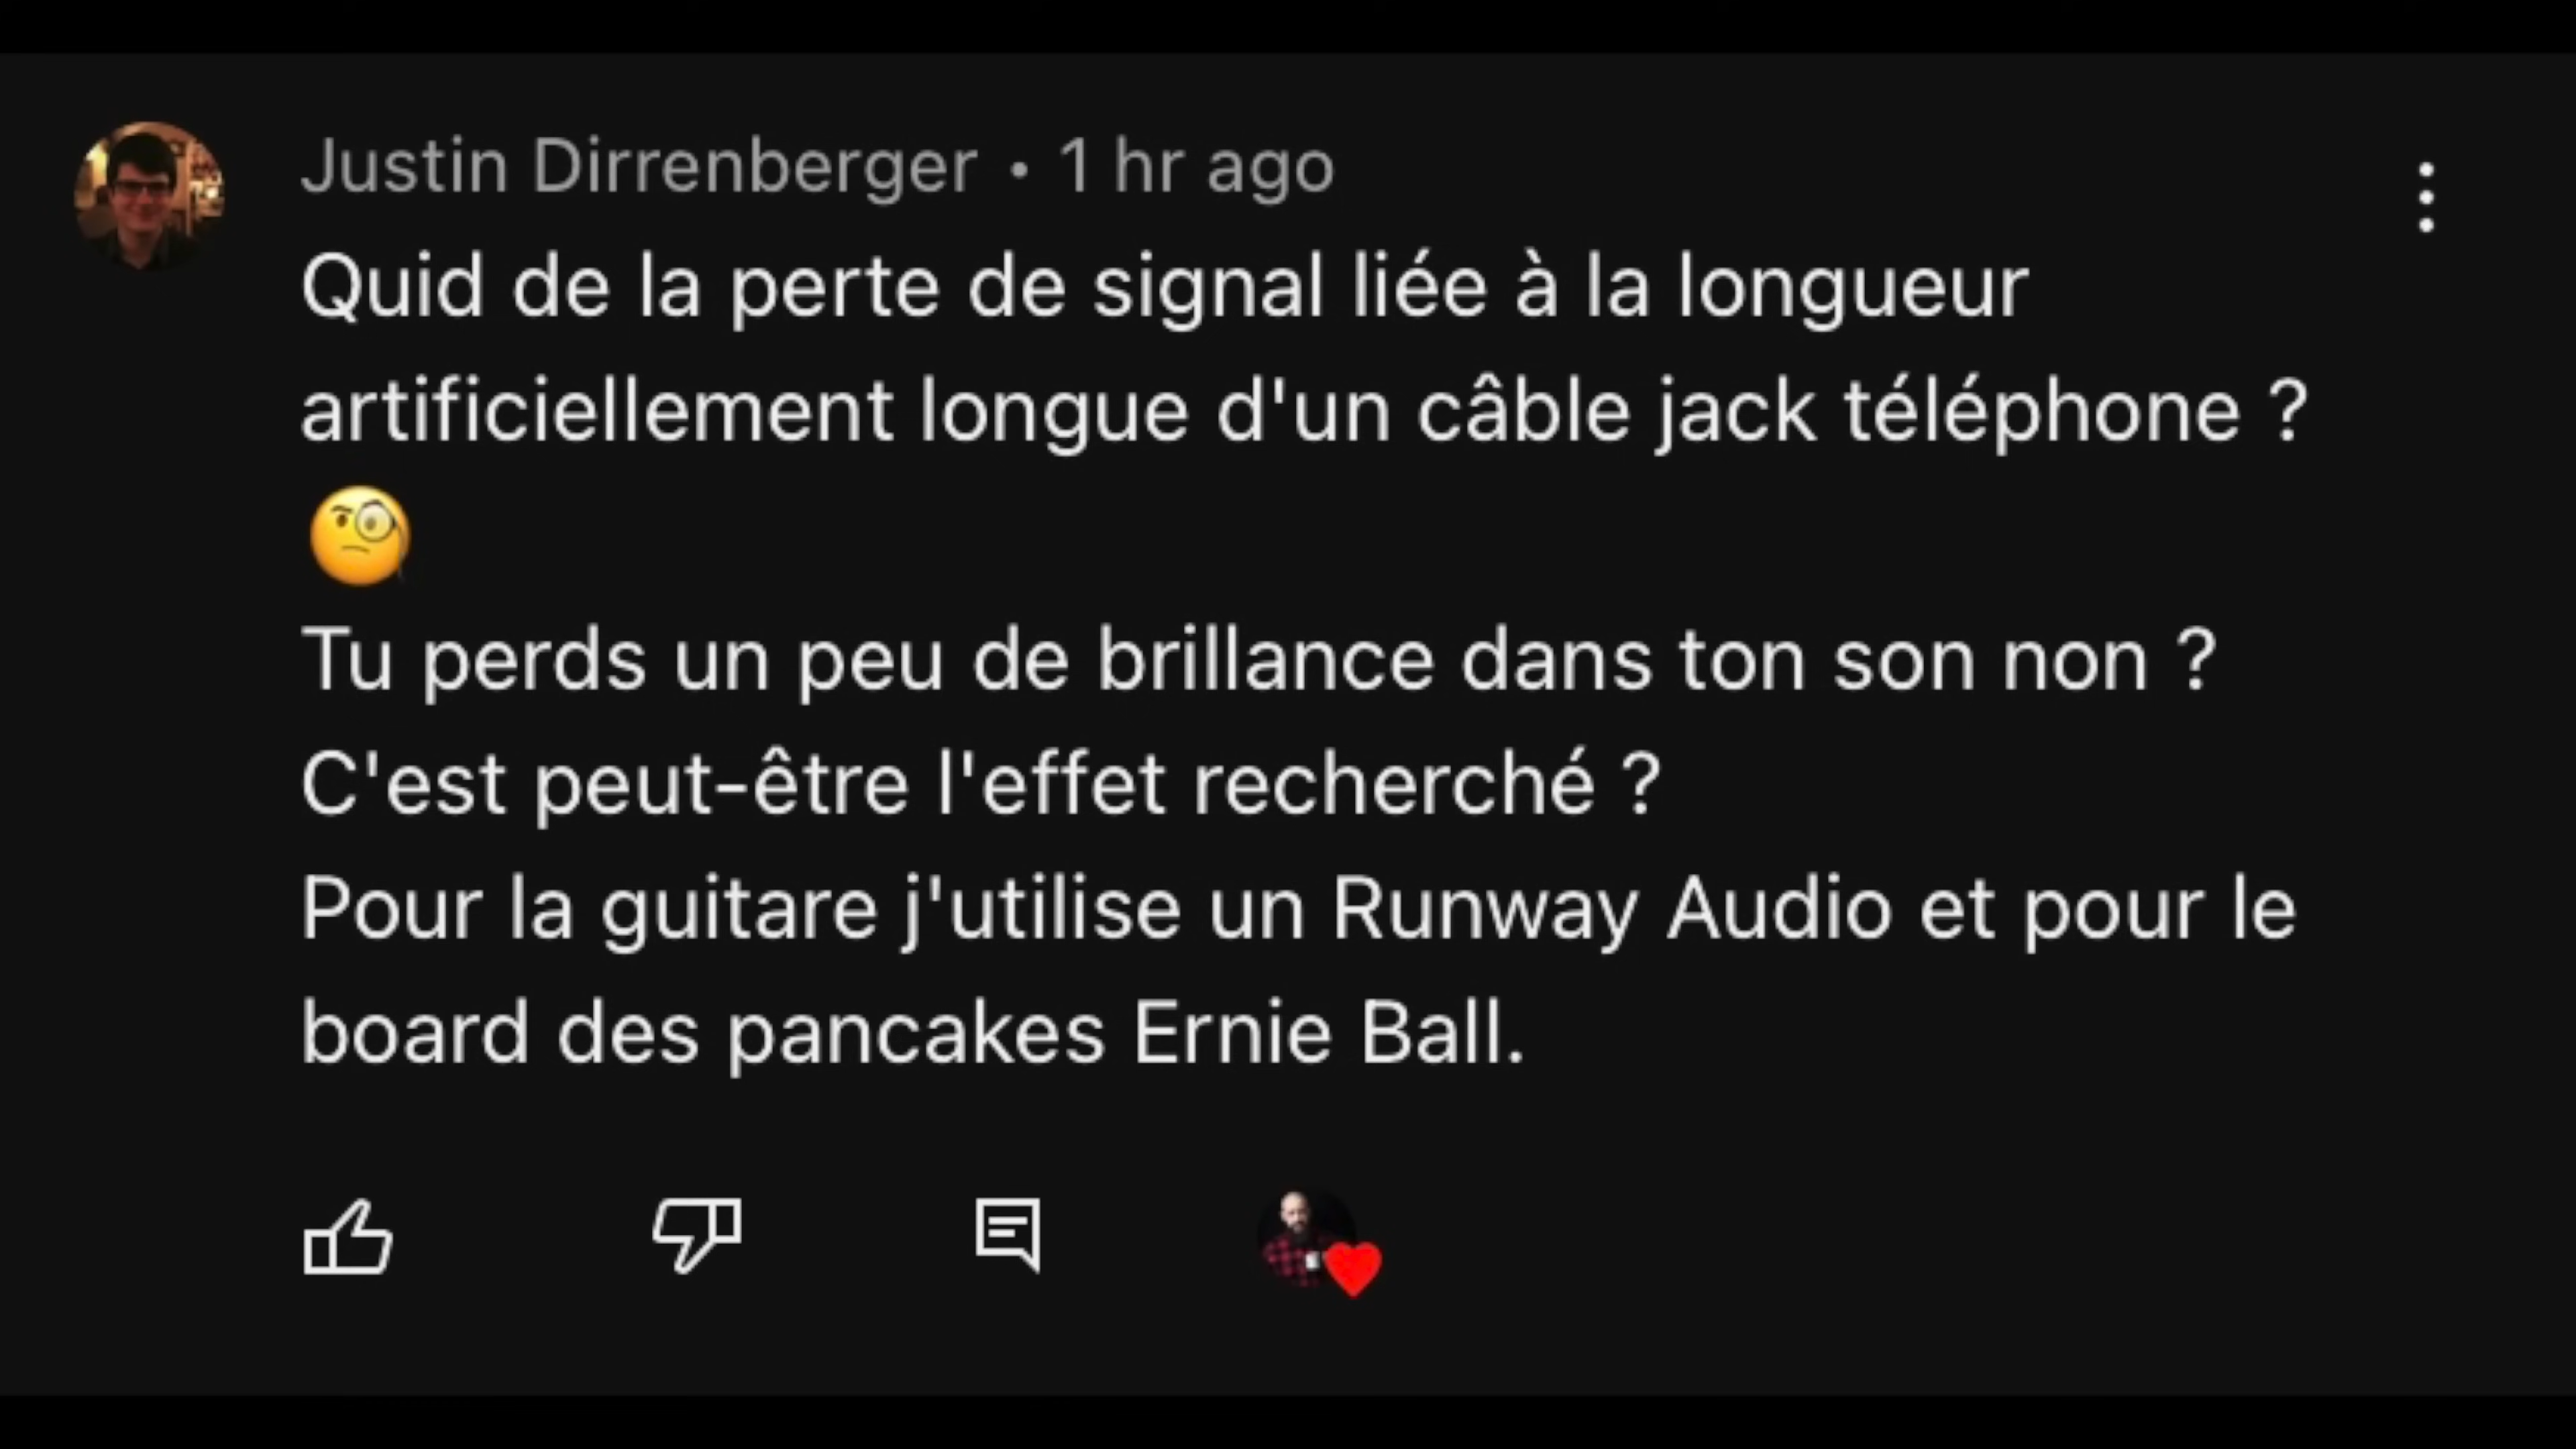 Justin Dirrenberger • 1 hr ago
Quid de la perte de signal liée à la longueur
artificiellement longue d'un câble jack téléphone ?
🧐
Tu perds un peu de brillance dans ton son non ?
C'est peut-être l'effet recherché ?
Pour la guitare j'utilise un Runway Audio et pour le
board des pancakes Ernie Ball.